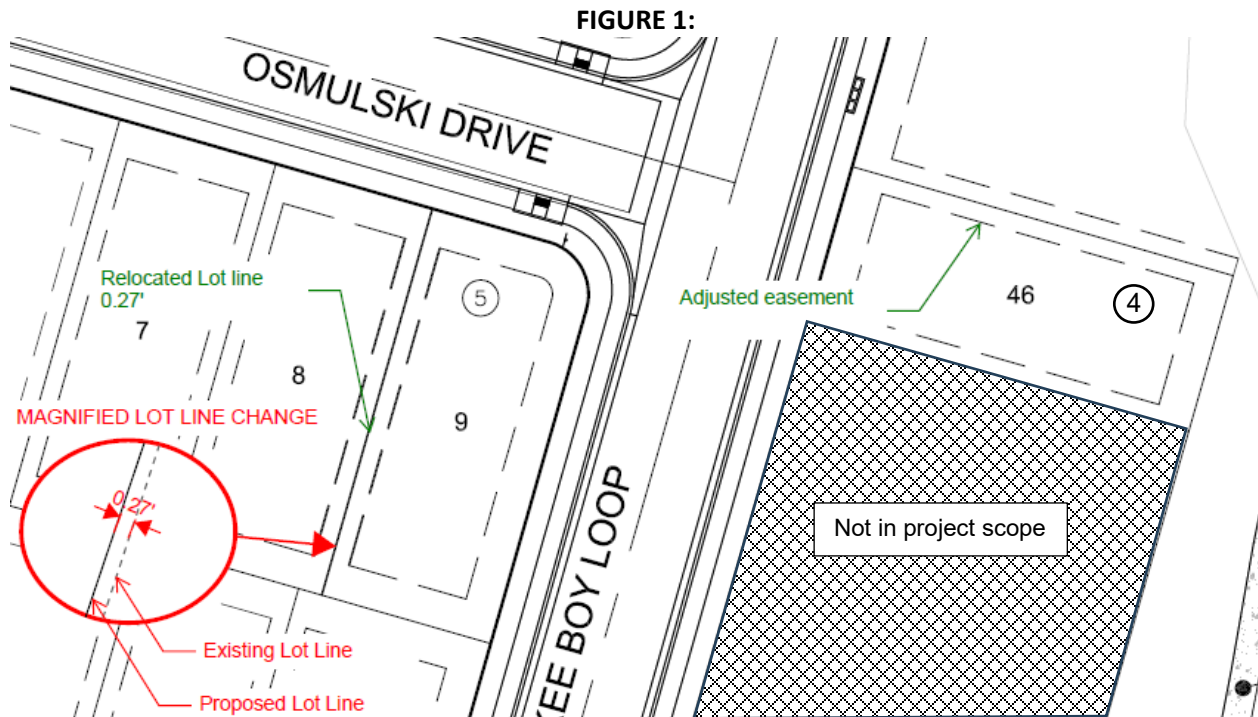 FIGURE 1:
OSMULSKI DRIVE
Relocated Lot line
0.27'
7
8
5
9
Adjusted easement
46
4
MAGNIFIED LOT LINE CHANGE
0.27'
Existing Lot Line
Proposed Lot Line
KEE BOY LOOP
Not in project scope